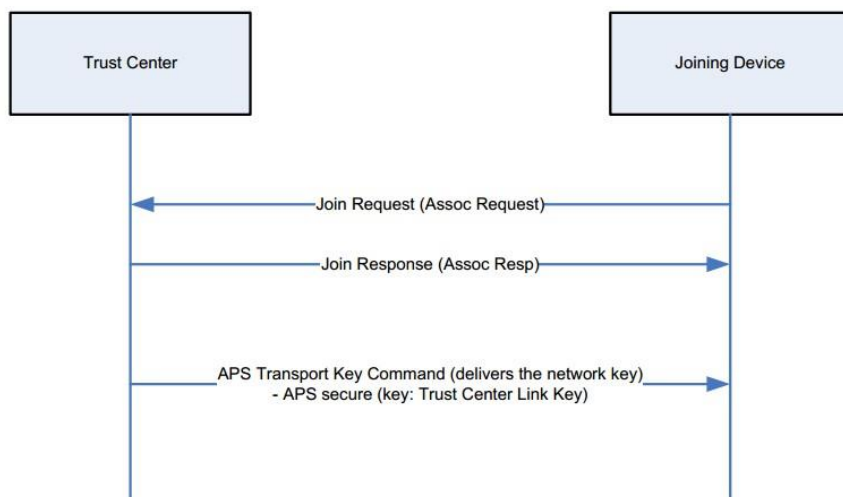 Trust Center
Joining Device
Join Request (Assoc Request)
Join Response (Assoc Resp)
APS Transport Key Command (delivers the network key)
- APS secure (key: Trust Center Link Key)